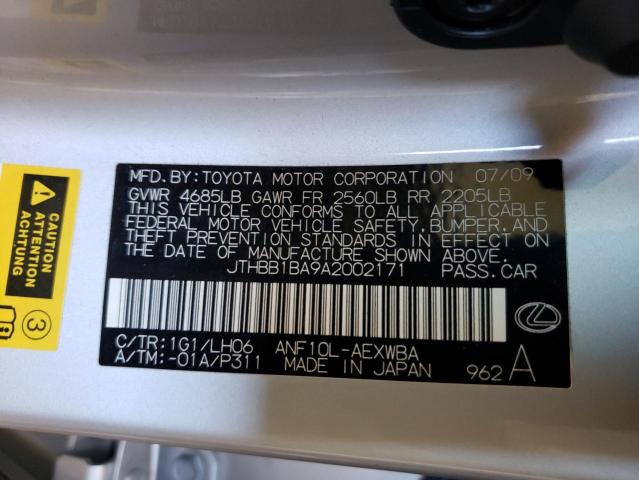 MFD.BY:TOYOTA MOTOR CORPORATION 07/09
GVWR 4685LB GAWR FR 2560LB RR 2205LB
THIS VEHICLE CONFORMS TO ALL APPLICABLE
FEDERAL MOTOR VEHICLE SAFETY,BUMPER, AND
THEFT PREVENTION STANDARDS IN EFFECT ON
THE DATE OF MANUFACTURE SHOWN ABOVE.
JTHBB1BA9A2002171 PASS.CAR
C/TR:1G1/LH06 ANF10L-AEXWBA
A/TM:-01A/P311 MADE IN JAPAN 962A
ATTENTION
ACHTUNG
3